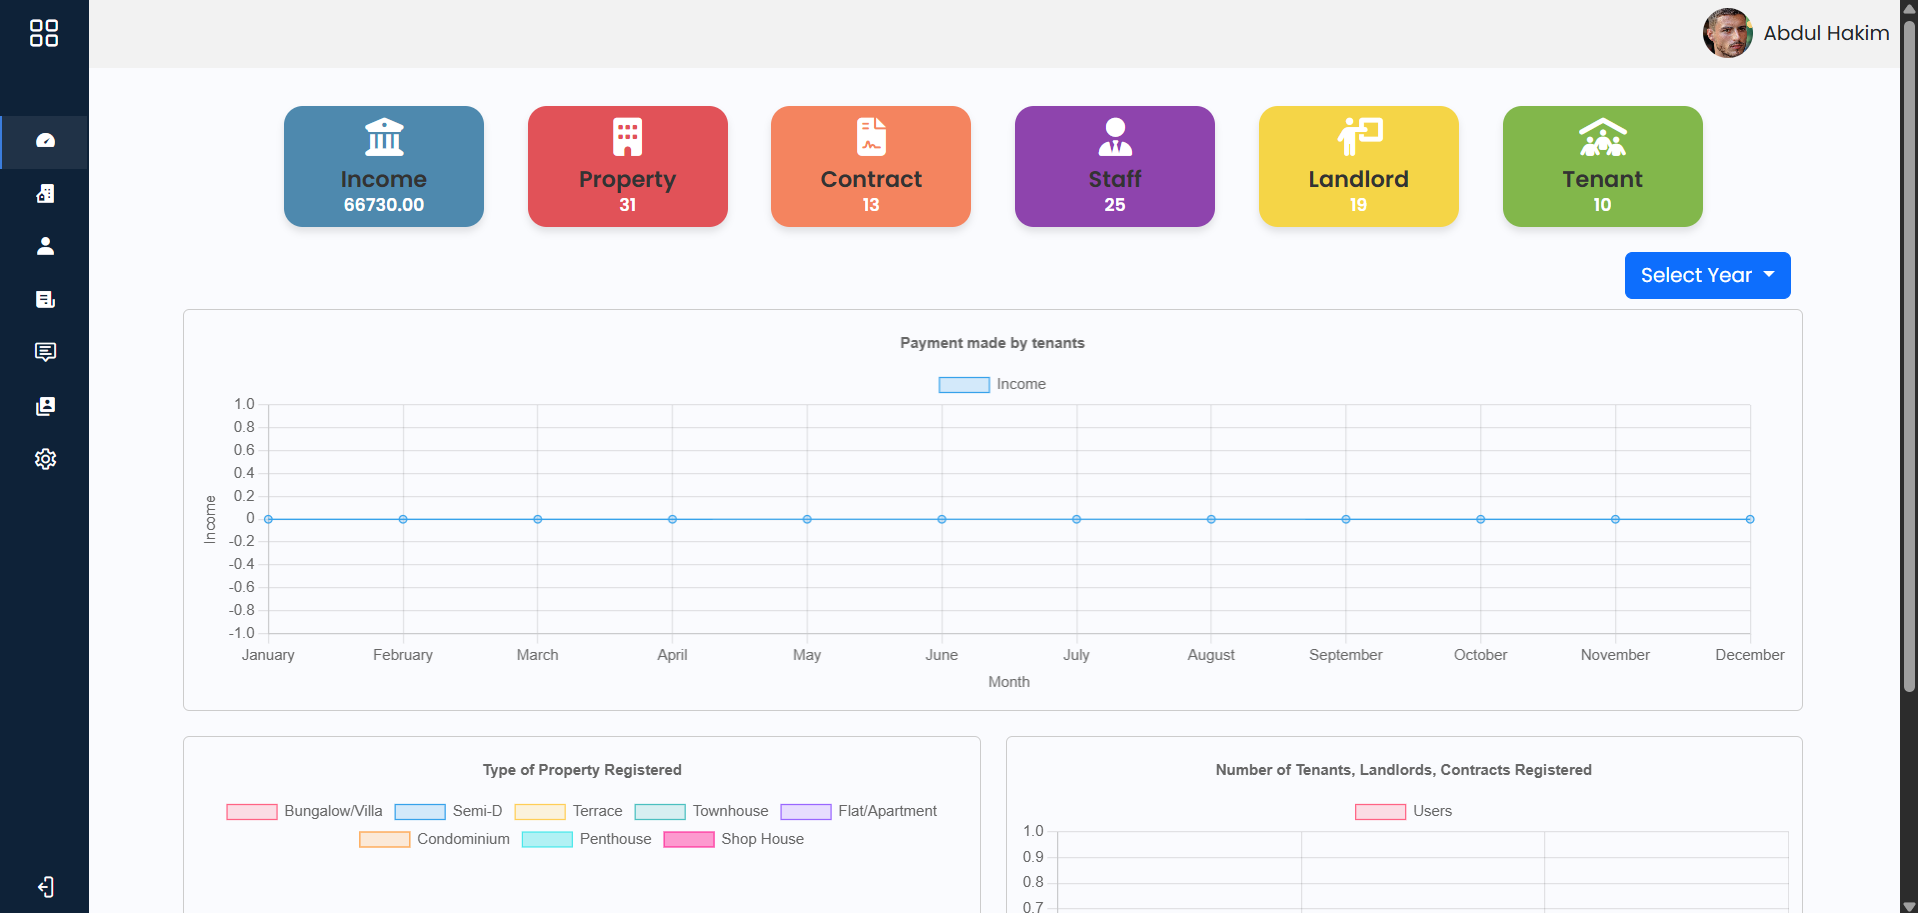 Abdul Hakim
Income
66730.00
Property
31
Contract
13
Staff
25
Landlord
19
Tenant
10
Select Year
Payment made by tenants
Income
1.0
0.8
0.6
0.4
0.2
0
-0.2
-0.4
-0.6
-0.8
-1.0
Income
January February March April May June July August September October November December
Month
Type of Property Registered
Bungalow/Villa Semi-D Terrace Townhouse Flat/Apartment
Condominium Penthouse Shop House
Number of Tenants, Landlords, Contracts Registered
Users
1.0
0.9
0.8
0.7